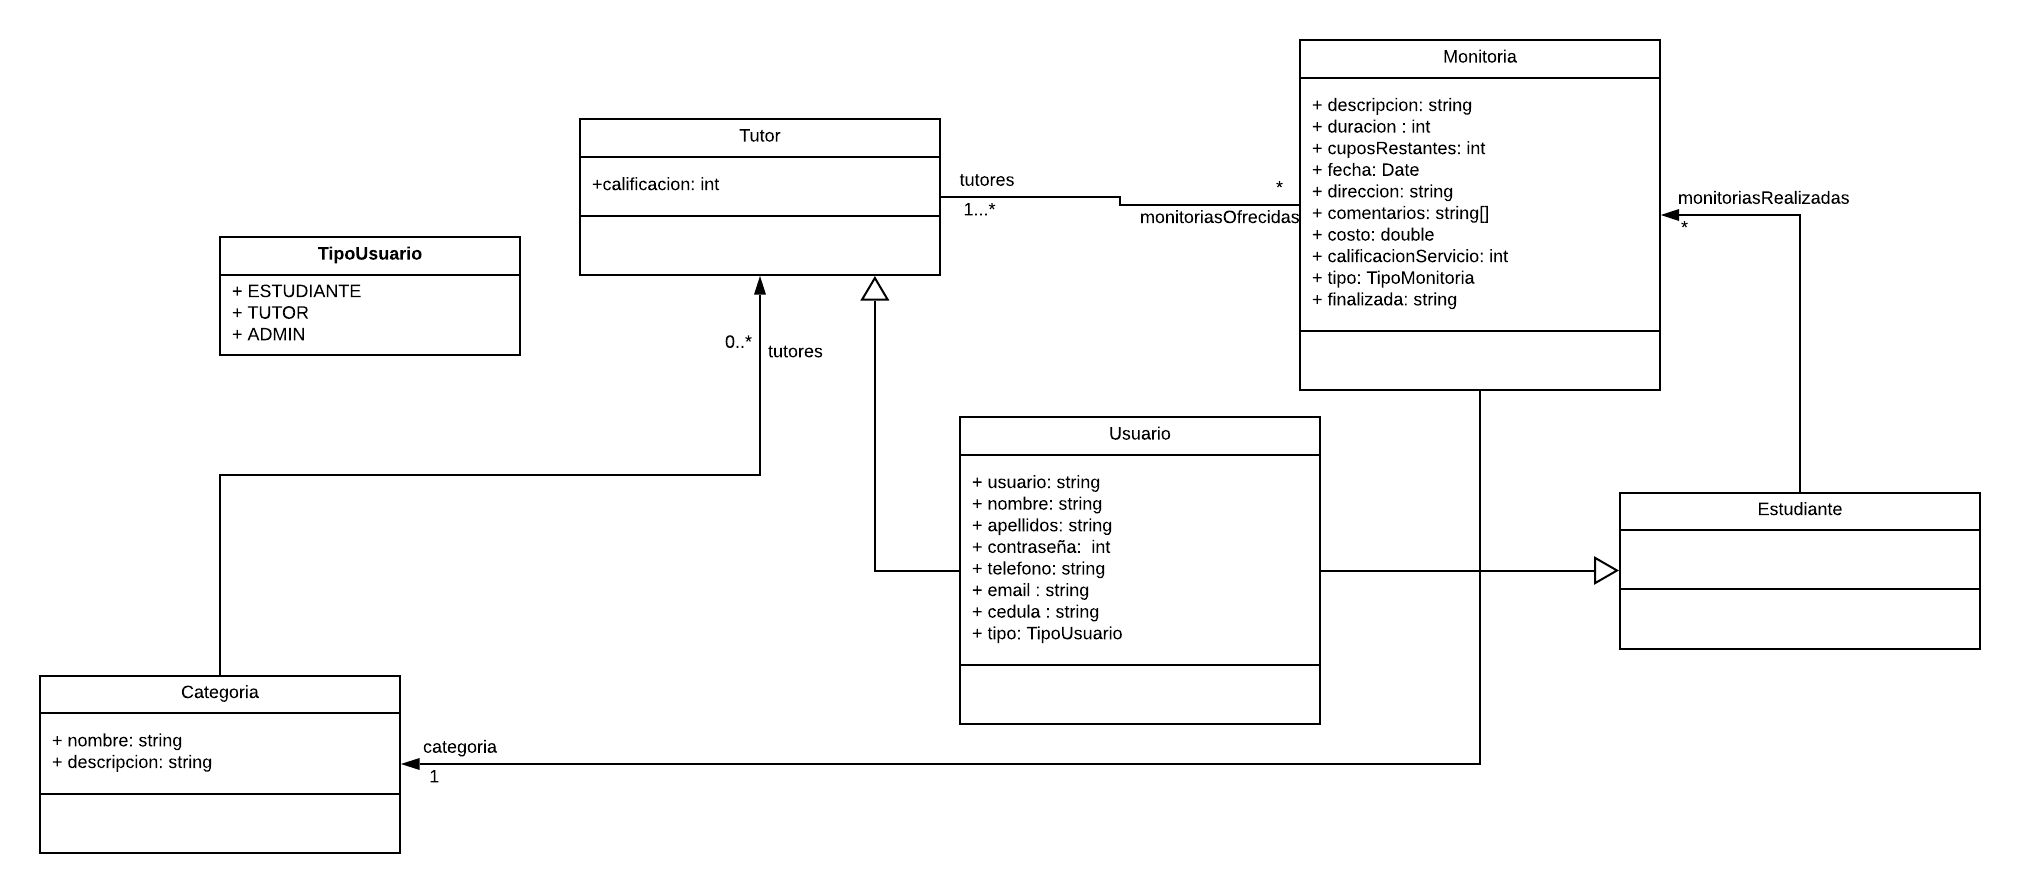 Monitoria
+ descripcion: string
+ duracion : int
+ cuposRestantes: int
+ fecha: Date
+ direccion: string
+ comentarios: string[]
+ costo: double
+ calificacionServicio: int
+ tipo: TipoMonitoria
+ finalizada: string
Tutor
+calificacion: int
tutores
1...*
*
monitoriasOfrecidas
monitoriasRealizadas
*
TipoUsuario
+ ESTUDIANTE
+ TUTOR
+ ADMIN
0..*
tutores
Usuario
+ usuario: string
+ nombre: string
+ apellidos: string
+ contraseña:  int
+ telefono: string
+ email : string
+ cedula : string
+ tipo: TipoUsuario
Estudiante
Categoria
+ nombre: string
+ descripcion: string
categoria
1